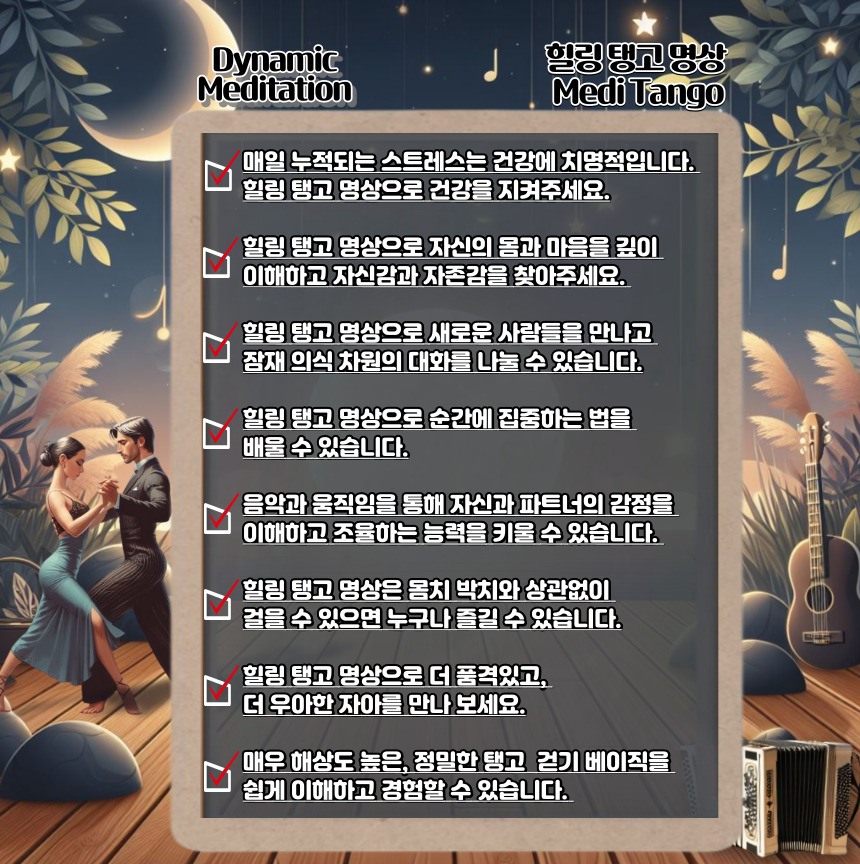 Dynamic
Meditation
힐링 탱고 명상
Medi Tango
매일 누적되는 스트레스는 건강에 치명적입니다.
힐링 탱고 명상으로 건강을 지켜주세요.
힐링 탱고 명상으로 자신의 몸과 마음을 깊이
이해하고 자신감과 자존감을 찾아주세요.
힐링 탱고 명상으로 새로운 사람들을 만나고
잠재 의식 차원의 대화를 나눌 수 있습니다.
힐링 탱고 명상으로 순간에 집중하는 법을
배울 수 있습니다.
음악과 움직임을 통해 자신과 파트너의 감정을
이해하고 조율하는 능력을 키울 수 있습니다.
힐링 탱고 명상은 몸치 박치와 상관없이
걸을 수 있으면 누구나 즐길 수 있습니다.
힐링 탱고 명상으로 더 품격있고,
더 우아한 자아를 만나 보세요.
매우 해상도 높은, 정밀한 탱고 걷기 베이직을
쉽게 이해하고 경험할 수 있습니다.